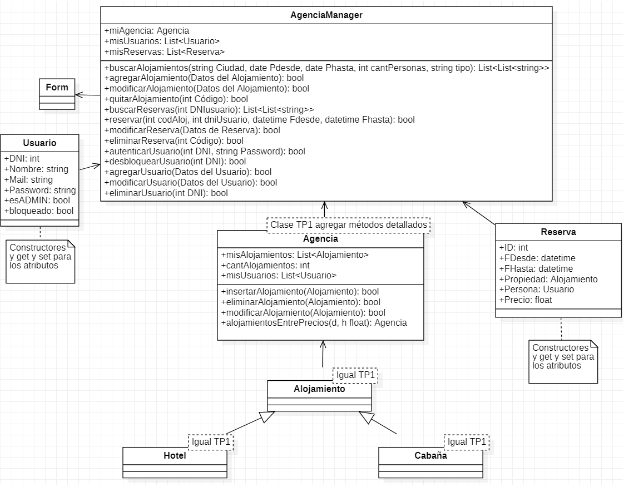 AgenciaManager
+miAgencia: Agencia
+misUsuarios: List<Usuario>
+misReservas: List<Reserva>
+buscarAlojamientos(string Ciudad, date Pdesde, date Phasta, int cantPersonas, string tipo): List<List<string>>
+agregarAlojamiento(Datos del Alojamiento): bool
+modificarAlojamiento(Datos del Alojamiento): bool
+quitarAlojamiento(int Código): bool
+buscarReservas(int DNIusuario): List<List<string>>
+reservar(int codAloj, int dniUsuario, datetime Fdesde, datetime Fhasta): bool
+modificarReserva(Datos de Reserva): bool
+eliminarReserva(int Código): bool
+autenticarUsuario(int DNI, string Password): bool
+desbloquearUsuario(int DNI): bool
+agregarUsuario(Datos del Usuario): bool
+modificarUsuario(Datos del Usuario): bool
+eliminarUsuario(int DNI): bool
Form
Usuario
+DNI: int
+Nombre: string
+Mail: string
+Password: string
+esADMIN: bool
+bloqueado: bool
Constructores
y get y set para
los atributos
Clase TP1 agregar métodos detallados
Agencia
+misAlojamientos: List<Alojamiento>
+cantAlojamientos: int
+misUsuarios: List<Usuario>
+insertarAlojamiento(Alojamiento): bool
+eliminarAlojamiento(Alojamiento): bool
+modificarAlojamiento(Alojamiento): bool
+alojamientosEntrePrecios(d, h float): Agencia
Reserva
+ID: int
+FDesde: datetime
+FHasta: datetime
+Propiedad: Alojamiento
+Persona: Usuario
+Precio: float
Constructores
y get y set para
los atributos
Igual TP1
Alojamiento
Igual TP1
Hotel
Igual TP1
Cabaña